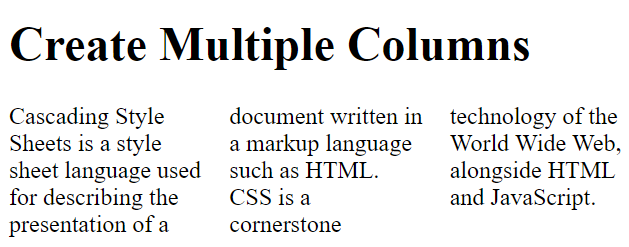 Create Multiple Columns
Cascading Style
Sheets is a style
sheet language used
for describing the
presentation of a
document written in
a markup language
such as HTML.
CSS is a
cornerstone
technology of the
World Wide Web,
alongside HTML
and JavaScript.